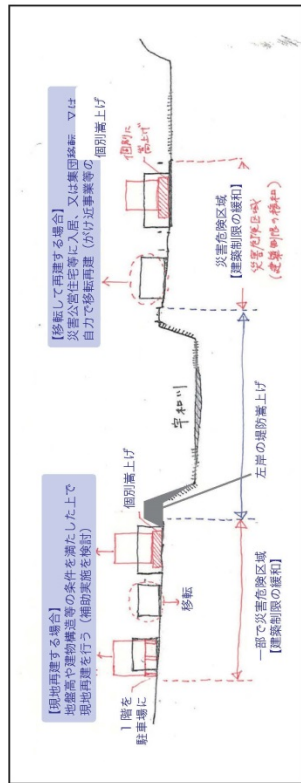 【現地再建する場合】
地盤高や建物構造等の条件を満たした上で
現地再建を行う（補助実施を検討）
【移転して再建する場合】
災害公営住宅等に入居、又は集団移転　又は
自力で移転再建（がけ近事業等の
個別嵩上げ
個別嵩上げ
個別に
嵩上げ
1階を
駐車場に
移転
宇和川
左岸の堤防嵩上げ
一部で災害危険区域
【建築制限の緩和】
災害危険区域
【建築制限の緩和】
災害危険区域
(建築制限の緩和)